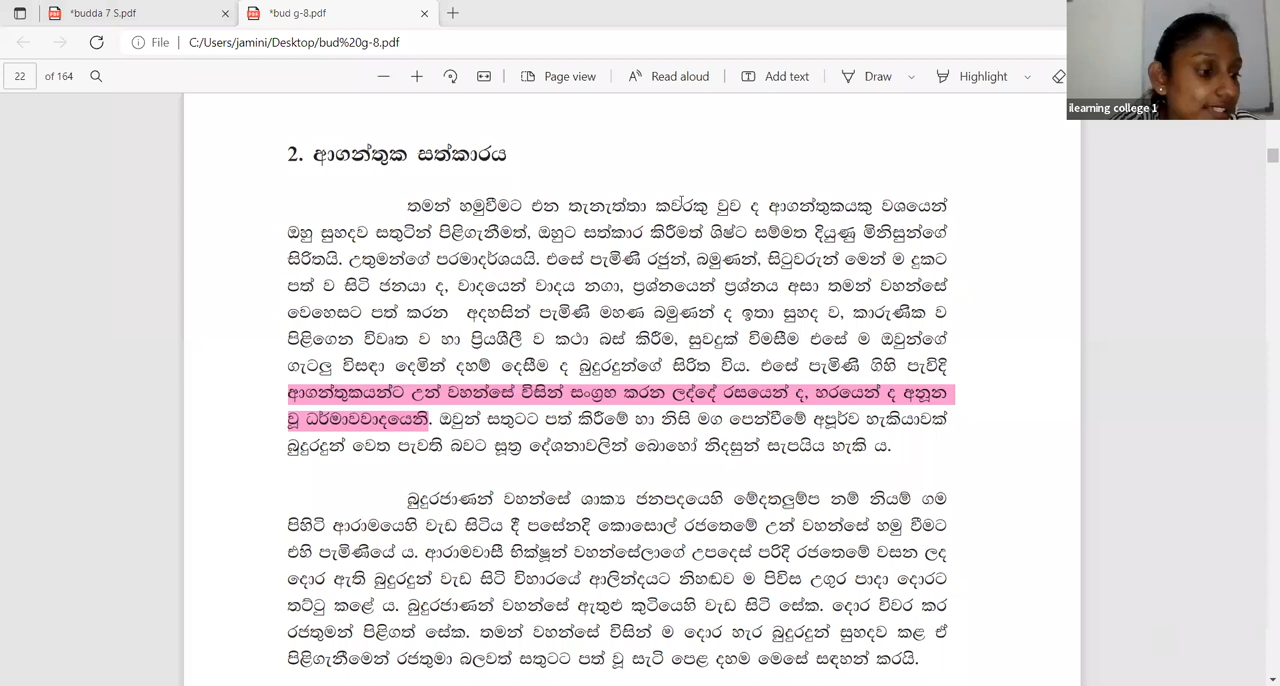 *budda 7 S.pdf
*bud g-8.pdf
File C:/Users/jamini/Desktop/bud%20g-8.pdf
22 of 164 Page view Read aloud Add text Draw Highlight
ilearning college 1
2. ආගන්තුක සත්කාරය
තමන් හමුවීමට එන තැනැත්තා කවරකු වුව ද ආගන්තුකයකු වශයෙන්
ඔහු සුහදව සතුටින් පිළිගැනීමත්, ඔහුට සත්කාර කිරීමත් ශිෂ්ට සම්මත දියුණු මිනිසුන්ගේ
සිරිතයි. උතුමන්ගේ පරමාදර්ශයයි. එසේ පැමිණි රජුන්, බමුණන්, සිටුවරුන් මෙන් ම දුකට
පත් ව සිටි ජනයා ද, වාදයෙන් වාදය නගා, ප්‍රශ්නයෙන් ප්‍රශ්නය අසා තමන් වහන්සේ
වෙහෙසට පත් කරන අදහසින් පැමිණි මහණ බමුණන් ද ඉතා සුහද ව, කාරුණික ව
පිළිගෙන විවෘත ව හා ප්‍රියශීලී ව කථා බස් කිරීම, සුවදුක් විමසීම එසේ ම ඔවුන්ගේ
ගැටලු විසඳා දෙමින් දහම් දෙසීම ද බුදුරදුන්ගේ සිරිත විය. එසේ පැමිණි ගිහි පැවිදි
ආගන්තුකයන්ට උන් වහන්සේ විසින් සංග්‍රහ කරන ලද්දේ රසයෙන් ද, හරයෙන් ද අනූන
වූ ධර්මාවවාදයෙනි. ඔවුන් සතුටට පත් කිරීමේ හා නිසි මග පෙන්වීමේ අපූර්ව හැකියාවක්
බුදුරදුන් වෙත පැවති බවට සූත්‍ර දේශනාවලින් බොහෝ නිදසුන් සැපයිය හැකි ය.
බුදුරජාණන් වහන්සේ ශාක්‍ය ජනපදයෙහි මේදතලුම්ප නම් නියම් ගම
පිහිටි ආරාමයෙහි වැඩ සිටිය දී පසේනදි කොසොල් රජතෙමේ උන් වහන්සේ හමු වීමට
එහි පැමිණියේ ය. ආරාමවාසී භික්ෂූන් වහන්සේලාගේ උපදෙස් පරිදි රජතෙමේ වසන ලද
දොර ඇති බුදුරදුන් වැඩ සිටි විහාරයේ ආලින්දයට නිහඬව ම පිවිස උගුර පාදා දොරට
තට්ටු කළේ ය. බුදුරජාණන් වහන්සේ ඇතුළු කුටියෙහි වැඩ සිටි සේක. දොර විවර කර
රජතුමන් පිළිගත් සේක. තමන් වහන්සේ විසින් ම දොර හැර බුදුරදුන් සුහදව කළ ඒ
පිළිගැනීමෙන් රජතුමා බලවත් සතුටට පත් වූ සැටි පෙළ දහම මෙසේ සඳහන් කරයි.